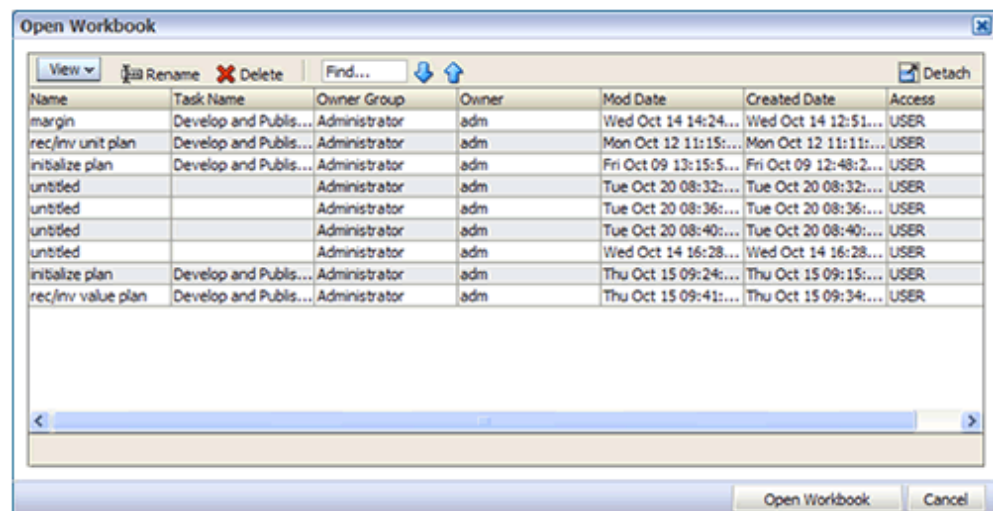 Open Workbook
View Rename Delete Find... Detach
Name Task Name Owner Group Owner Mod Date Created Date Access
margin Develop and Publis... Administrator adm Wed Oct 14 14:24... Wed Oct 14 12:51... USER
rec/inv unit plan Develop and Publis... Administrator adm Mon Oct 12 11:15:... Mon Oct 12 11:11:... USER
initialize plan Develop and Publis... Administrator adm Fri Oct 09 13:15:5... Fri Oct 09 12:48:2... USER
untitled Administrator adm Tue Oct 20 08:32:... Tue Oct 20 08:32:... USER
untitled Administrator adm Tue Oct 20 08:36:... Tue Oct 20 08:36:... USER
untitled Administrator adm Tue Oct 20 08:40:... Tue Oct 20 08:40:... USER
untitled Administrator adm Wed Oct 14 16:28... Wed Oct 14 16:28... USER
initialize plan Develop and Publis... Administrator adm Thu Oct 15 09:24:... Thu Oct 15 09:15:... USER
rec/inv value plan Develop and Publis... Administrator adm Thu Oct 15 09:41:... Thu Oct 15 09:34:... USER
Open Workbook Cancel